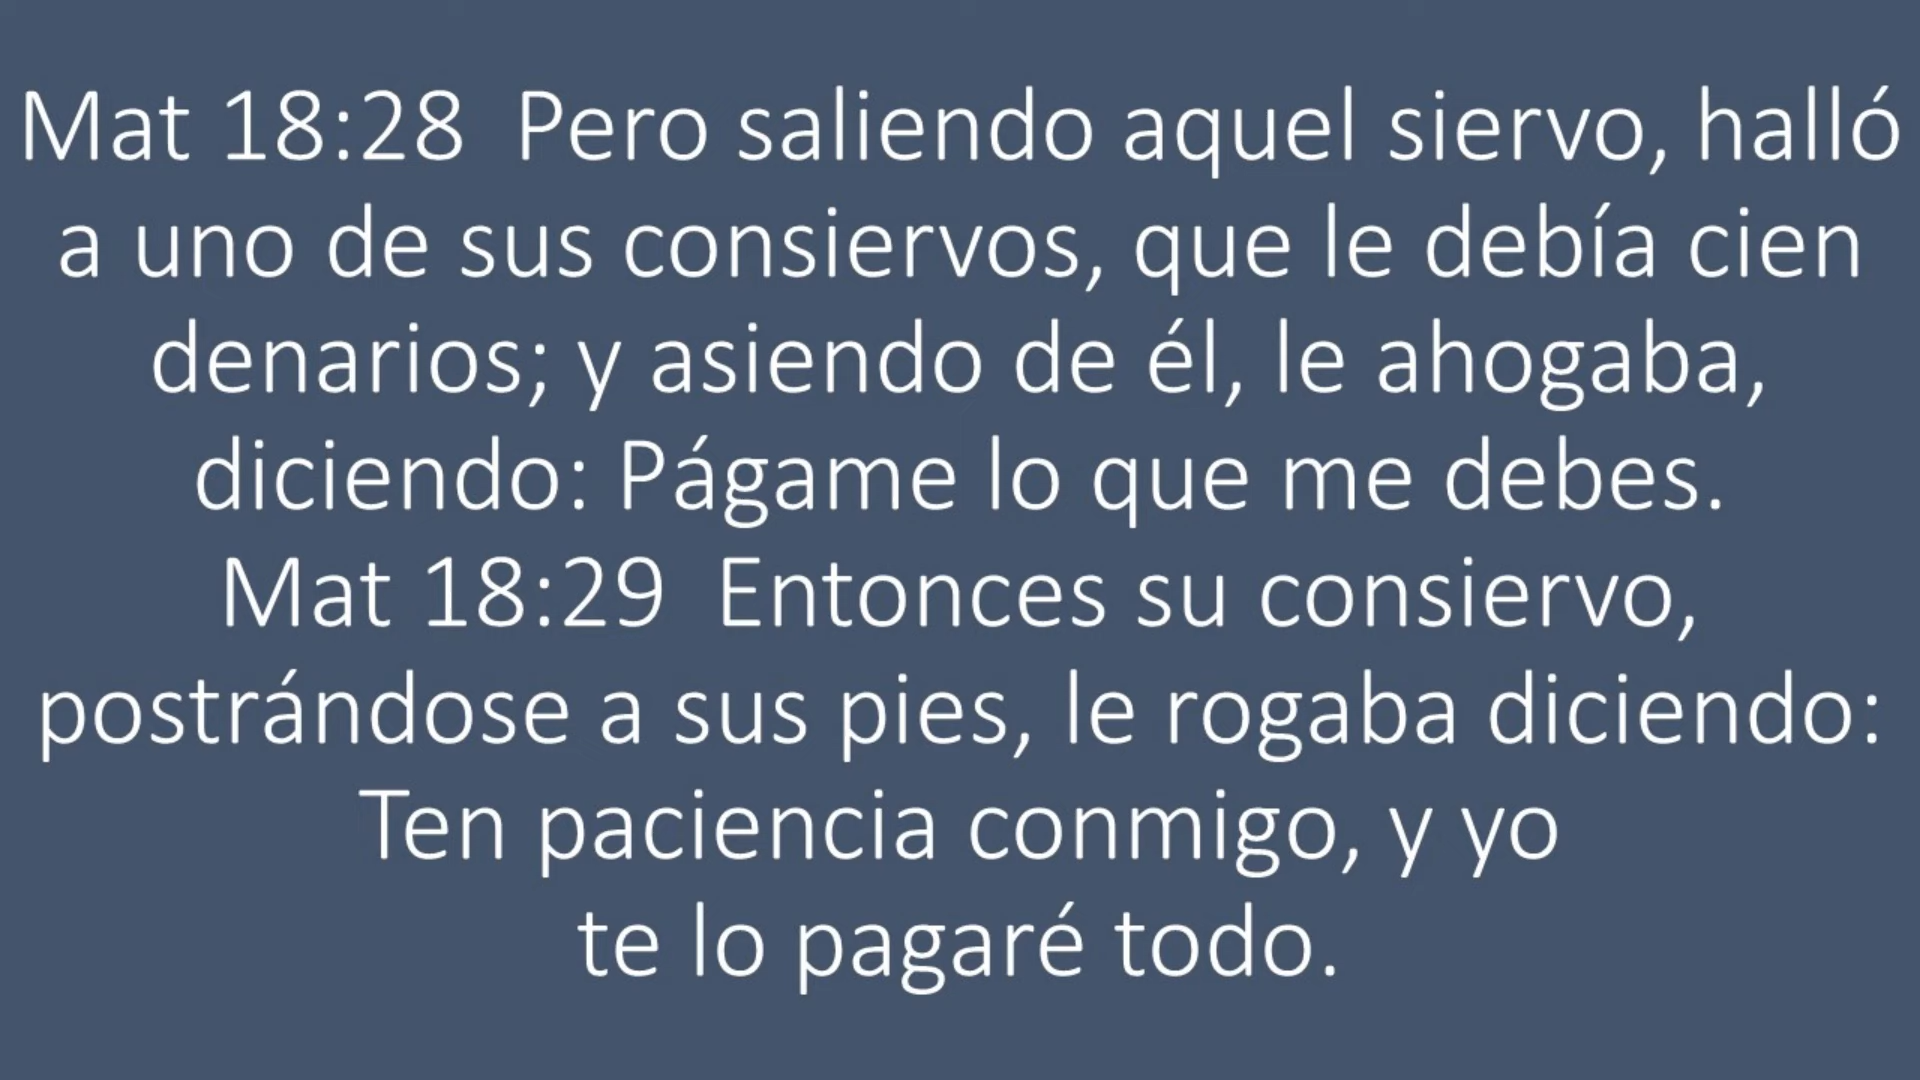 Mat 18:28  Pero saliendo aquel siervo, halló
a uno de sus consiervos, que le debía cien
denarios; y asiendo de él, le ahogaba,
diciendo: Págame lo que me debes.
Mat 18:29  Entonces su consiervo,
postrándose a sus pies, le rogaba diciendo:
Ten paciencia conmigo, y yo
te lo pagaré todo.